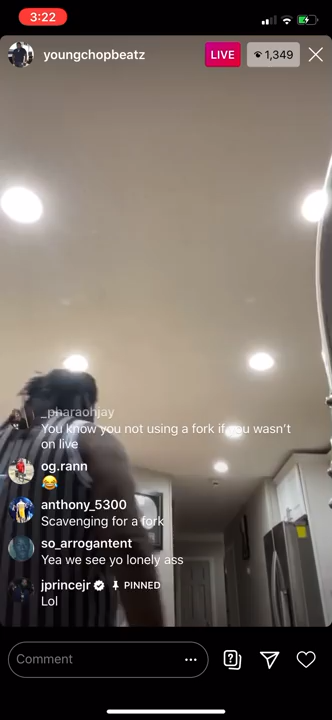 3:22
youngchopbeatz
LIVE
1,349
_pharaohjay
You know you not using a fork if you wasn't
on live
og.rann
😂
anthony_5300
Scavenging for a fork
so_arrogantent
Yea we see yo lonely ass
jprincejr PINNED
Lol
Comment